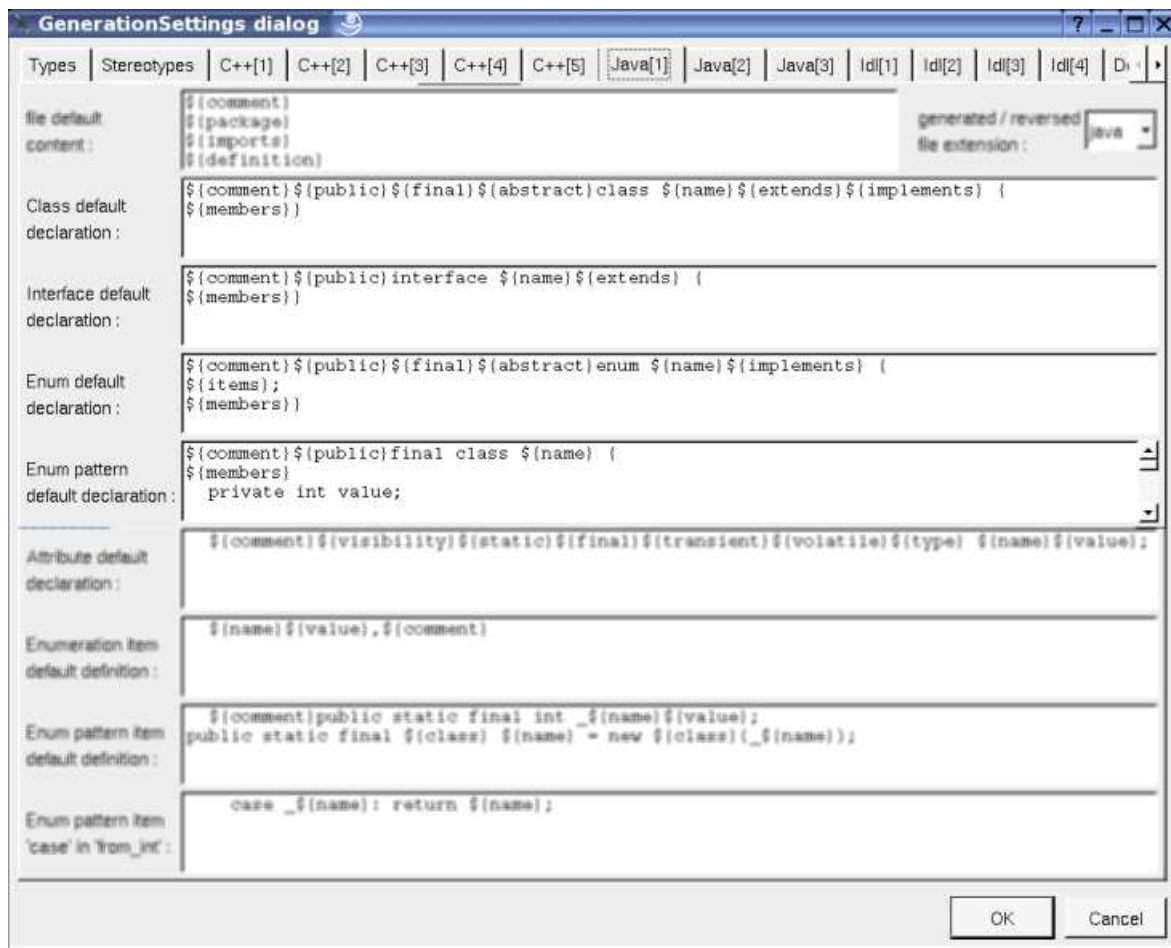 GenerationSettings dialog
Types Stereotypes C++[1] C++[2] C++[3] C++[4] C++[5] Java[1] Java[2] Java[3] Idl[1] Idl[2] Idl[3] Idl[4]
file default
content :
${comment}
${package}
${imports}
${definition}
generated / reversed
file extension :
java
Class default
declaration :
${comment}${public}${final}${abstract}class ${name}${extends}${implements} {
${members}}
Interface default
declaration :
${comment}${public}interface ${name}${extends} {
${members}}
Enum default
declaration :
${comment}${public}${final}${abstract}enum ${name}${implements} {
${items};
${members}}
Enum pattern
default declaration :
${comment}${public}final class ${name} {
${members}
private int value;
Attribute default
declaration :
${comment}${visibility}${static}${final}${transient}${volatile}${type} ${name}${value};
Enumeration item
default definition :
${name}${value},${comment}
Enum pattern item
default definition :
${comment}public static final int _${name}${value};
public static final ${class} ${name} = new ${class}(_${name});
Enum pattern item
'case' in 'from_int' :
case _${name}: return ${name};
OK Cancel